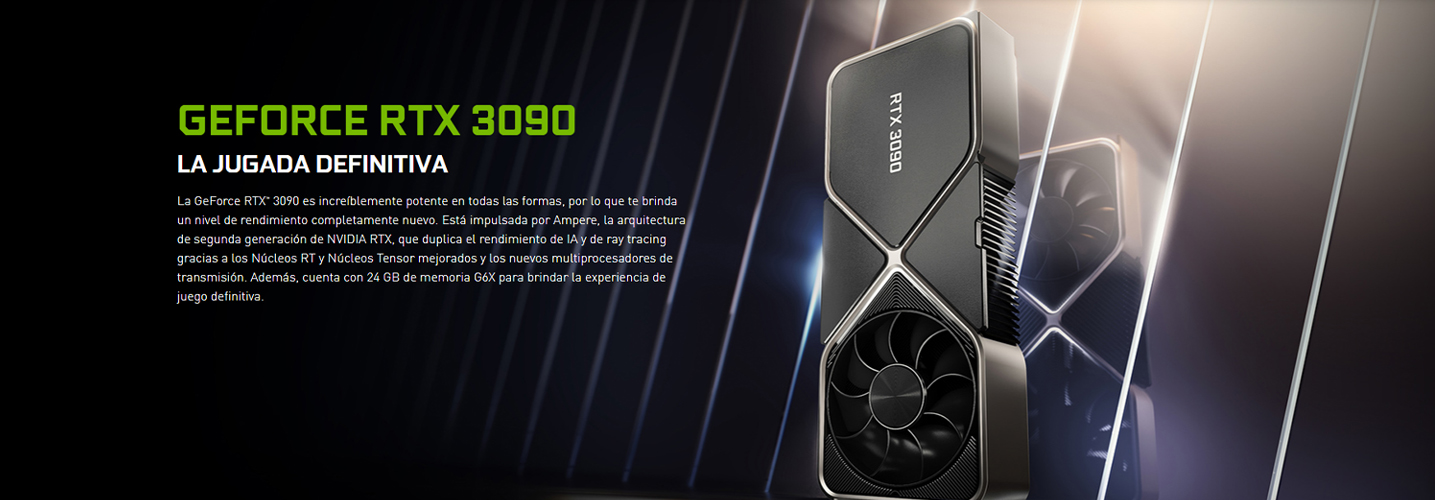 GEFORCE RTX 3090
LA JUGADA DEFINITIVA
La GeForce RTX™ 3090 es increíblemente potente en todas las formas, por lo que te brinda
un nivel de rendimiento completamente nuevo. Está impulsada por Ampere, la arquitectura
de segunda generación de NVIDIA RTX, que duplica el rendimiento de IA y de ray tracing
gracias a los Núcleos RT y Núcleos Tensor mejorados y los nuevos multiprocesadores de
transmisión. Además, cuenta con 24 GB de memoria G6X para brindar la experiencia de
juego definitiva.
RTX 3090